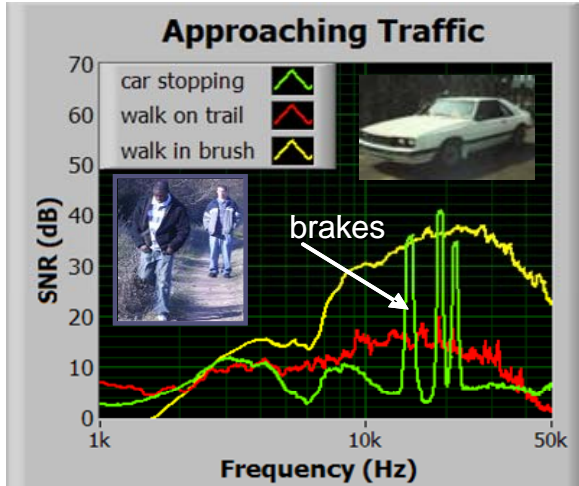 Approaching Traffic
70
60
50
40
30
20
10
0
SNR (dB)
car stopping
walk on trail
walk in brush
brakes
1k
10k
50k
Frequency (Hz)